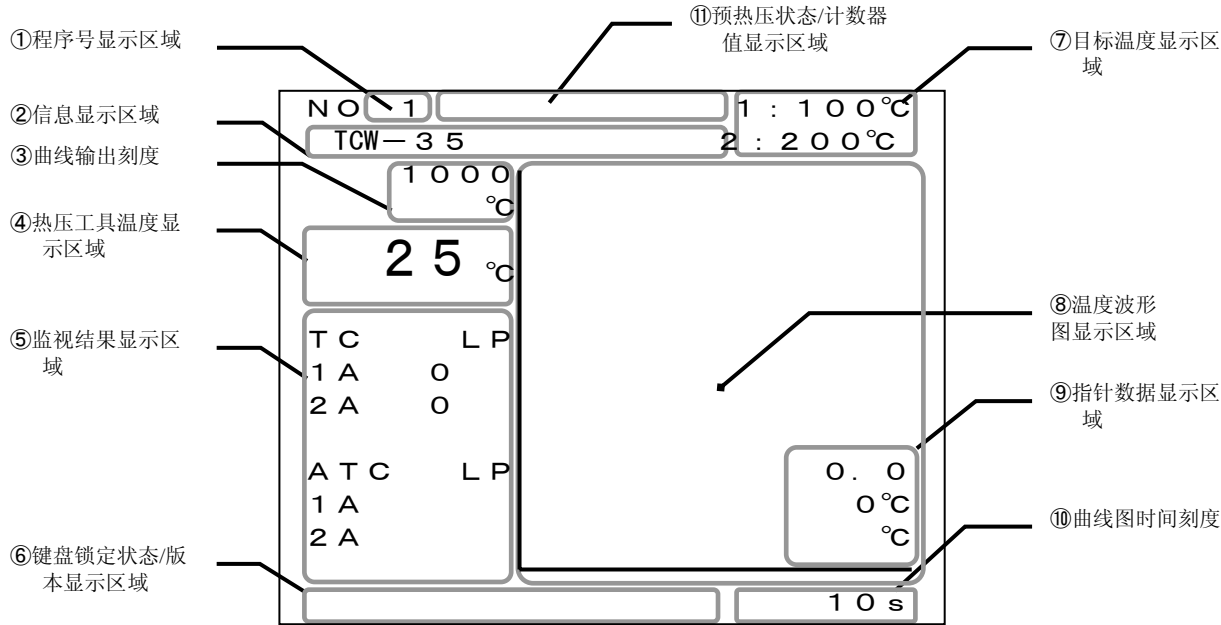 ①程序号显示区域
②信息显示区域
③曲线输出刻度
④热压工具温度显
示区域
⑤监视结果显示区
域
⑥键盘锁定状态/版
本显示区域
⑪预热压状态/计数器
值显示区域
⑦目标温度显示区
域
⑧温度波形
图显示区域
⑨指针数据显示区
域
⑩曲线图时间刻度
NO 1
1:100℃
TCW－35
2:200℃
1000
℃
25 ℃
TC LP
1A 0
2A 0
ATC LP
1A
2A
0. 0
0℃
℃
10s